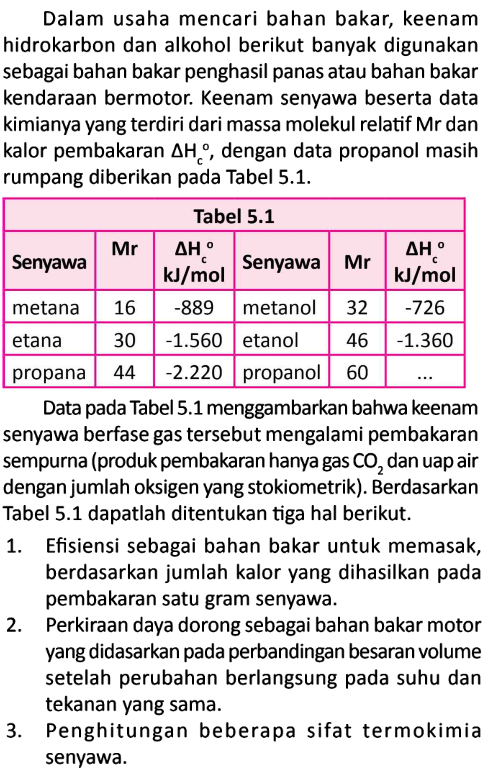 Dalam usaha mencari bahan bakar, keenam
hidrokarbon dan alkohol berikut banyak digunakan
sebagai bahan bakar penghasil panas atau bahan bakar
kendaraan bermotor. Keenam senyawa beserta data
kimianya yang terdiri dari massa molekul relatif Mr dan
kalor pembakaran ΔH꜀°, dengan data propanol masih
rumpang diberikan pada Tabel 5.1.
Tabel 5.1
Senyawa Mr ΔH꜀° kJ/mol Senyawa Mr ΔH꜀° kJ/mol
metana 16 -889 metanol 32 -726
etana 30 -1.560 etanol 46 -1.360
propana 44 -2.220 propanol 60 ...
Data pada Tabel 5.1 menggambarkan bahwa keenam
senyawa berfase gas tersebut mengalami pembakaran
sempurna (produk pembakaran hanya gas CO₂ dan uap air
dengan jumlah oksigen yang stokiometrik). Berdasarkan
Tabel 5.1 dapatlah ditentukan tiga hal berikut.
1. Efisiensi sebagai bahan bakar untuk memasak,
berdasarkan jumlah kalor yang dihasilkan pada
pembakaran satu gram senyawa.
2. Perkiraan daya dorong sebagai bahan bakar motor
yang didasarkan pada perbandingan besaran volume
setelah perubahan berlangsung pada suhu dan
tekanan yang sama.
3. Penghitungan beberapa sifat termokimia
senyawa.